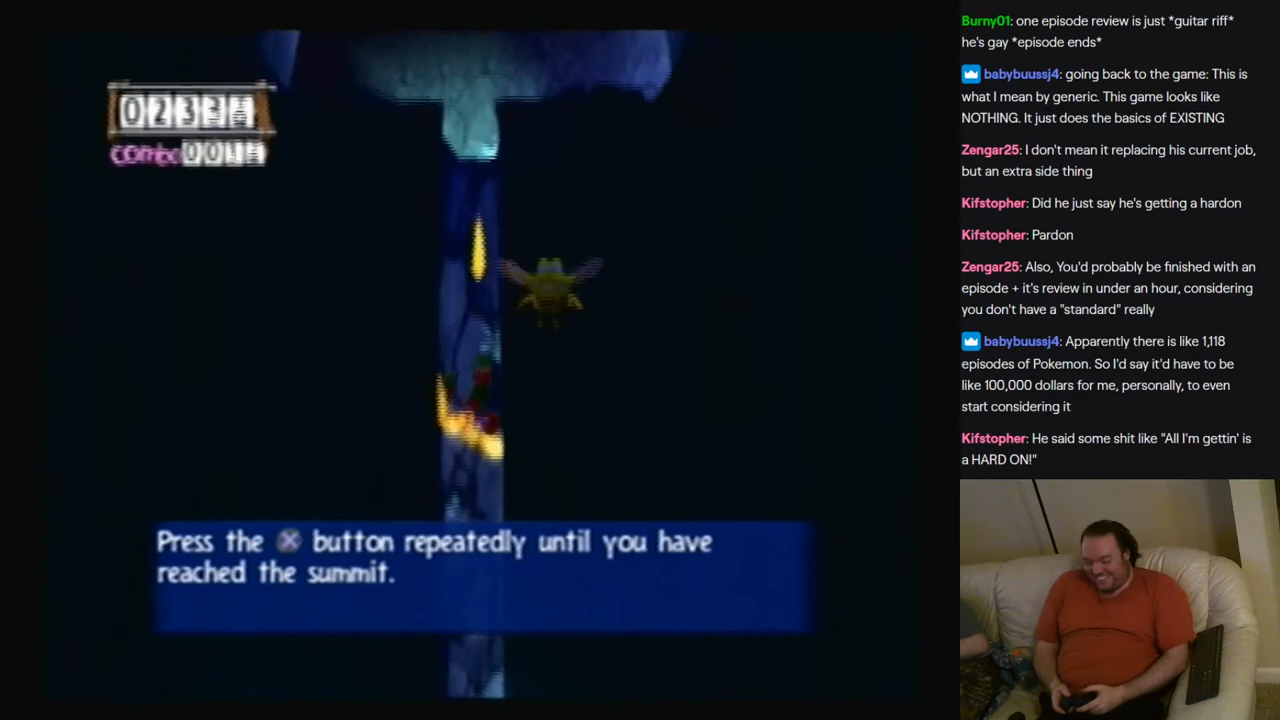 combo
Press the ⊗ button repeatedly until you have
reached the summit.
Burny01: one episode review is just *guitar riff*
he's gay *episode ends*
babybuussj4: going back to the game: This is
what I mean by generic. This game looks like
NOTHING. It just does the basics of EXISTING
Zengar25: I don't mean it replacing his current job,
but an extra side thing
Kifstopher: Did he just say he's getting a hardon
Kifstopher: Pardon
Zengar25: Also, You'd probably be finished with an
episode + it's review in under an hour, considering
you don't have a "standard" really
babybuussj4: Apparently there is like 1,118
episodes of Pokemon. So I'd say it'd have to be
like 100,000 dollars for me, personally, to even
start considering it
Kifstopher: He said some shit like "All I'm gettin' is
a HARD ON!"